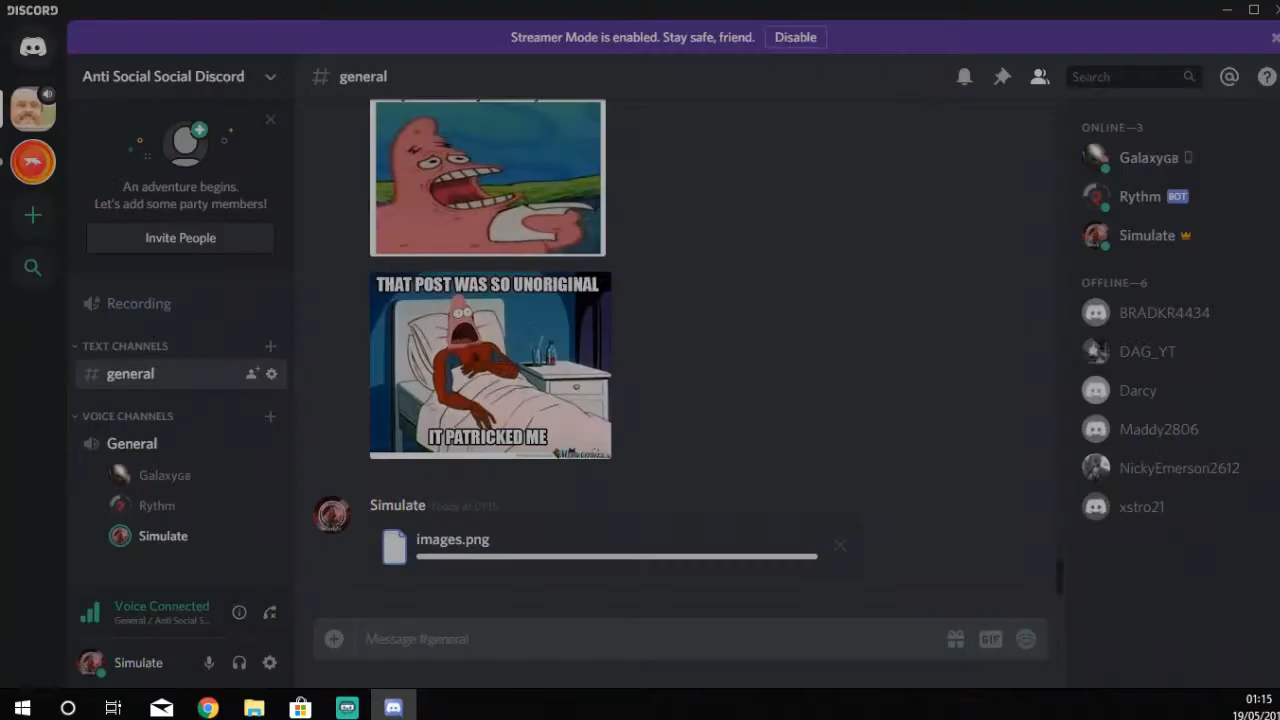 DISCORD
Streamer Mode is enabled. Stay safe, friend.
Disable
Anti Social Social Discord
general
Search
An adventure begins.
Let's add some party members!
Invite People
Recording
TEXT CHANNELS
general
VOICE CHANNELS
General
GalaxyGB
Rythm
Simulate
Voice Connected
General / Anti Social S...
Simulate
THAT POST WAS SO UNORIGINAL
IT PATRICKED ME
Simulate Today at 01:15
images.png
Message #general
GIF
ONLINE—3
GalaxyGB
Rythm BOT
Simulate
OFFLINE—6
BRADKR4434
DAG_YT
Darcy
Maddy2806
NickyEmerson2612
xstro21
01:15
19/05/20